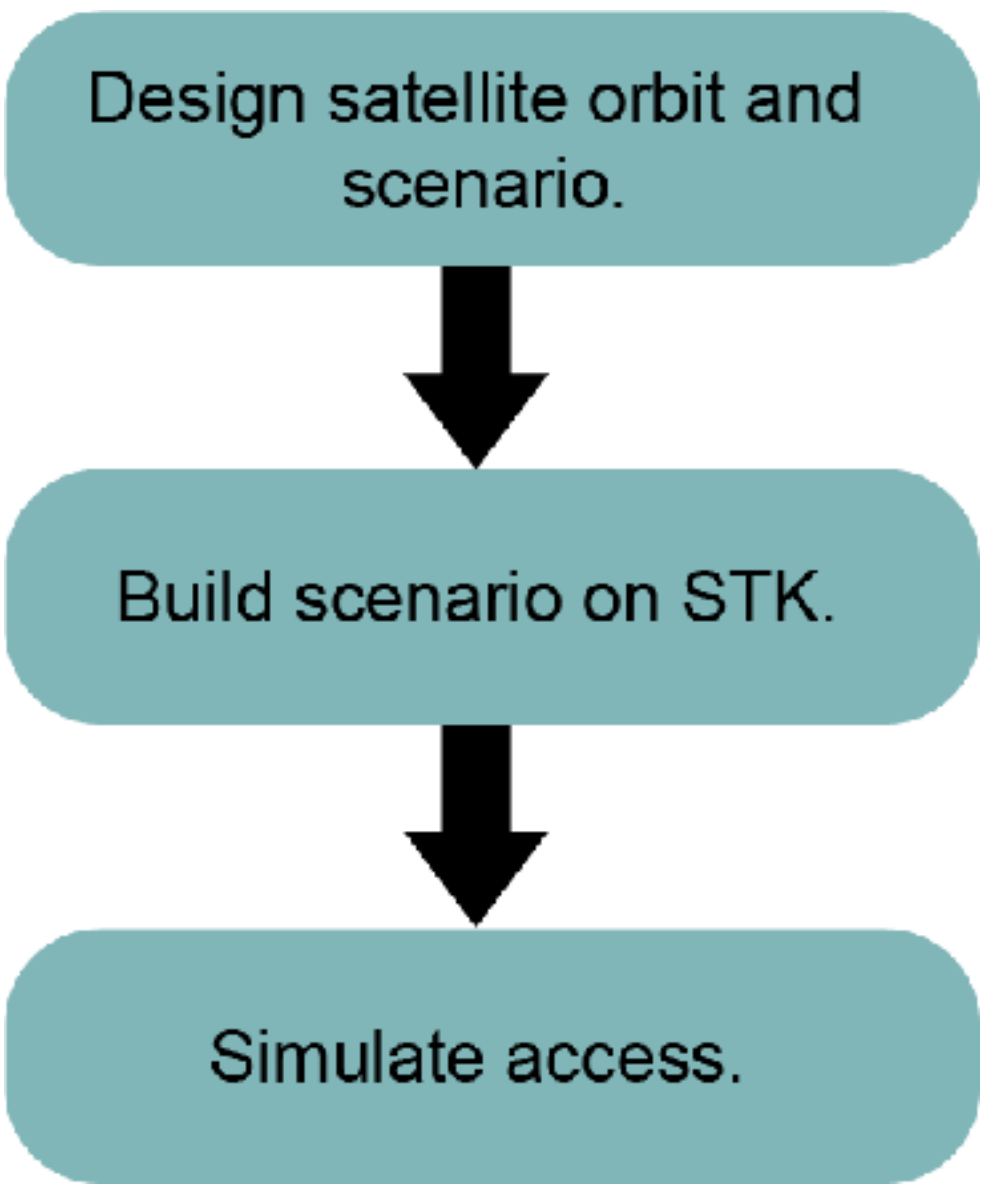 Design satellite orbit and
scenario.
Build scenario on STK.
Simulate access.